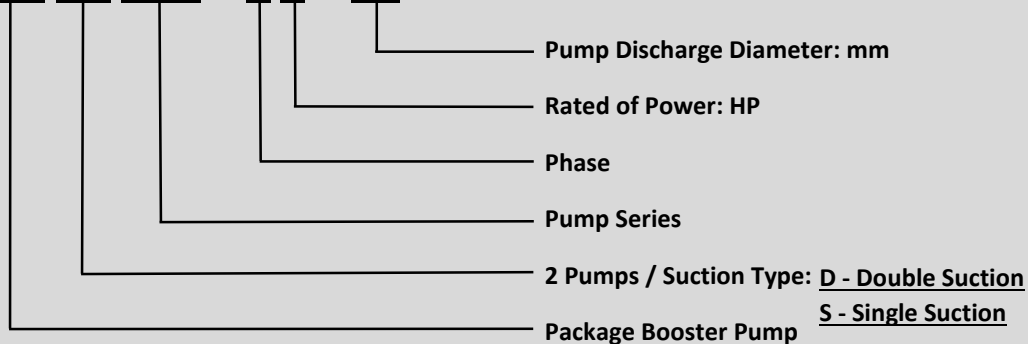 Pump Discharge Diameter: mm
Rated of Power: HP
Phase
Pump Series
2 Pumps / Suction Type: D - Double Suction
S - Single Suction
Package Booster Pump